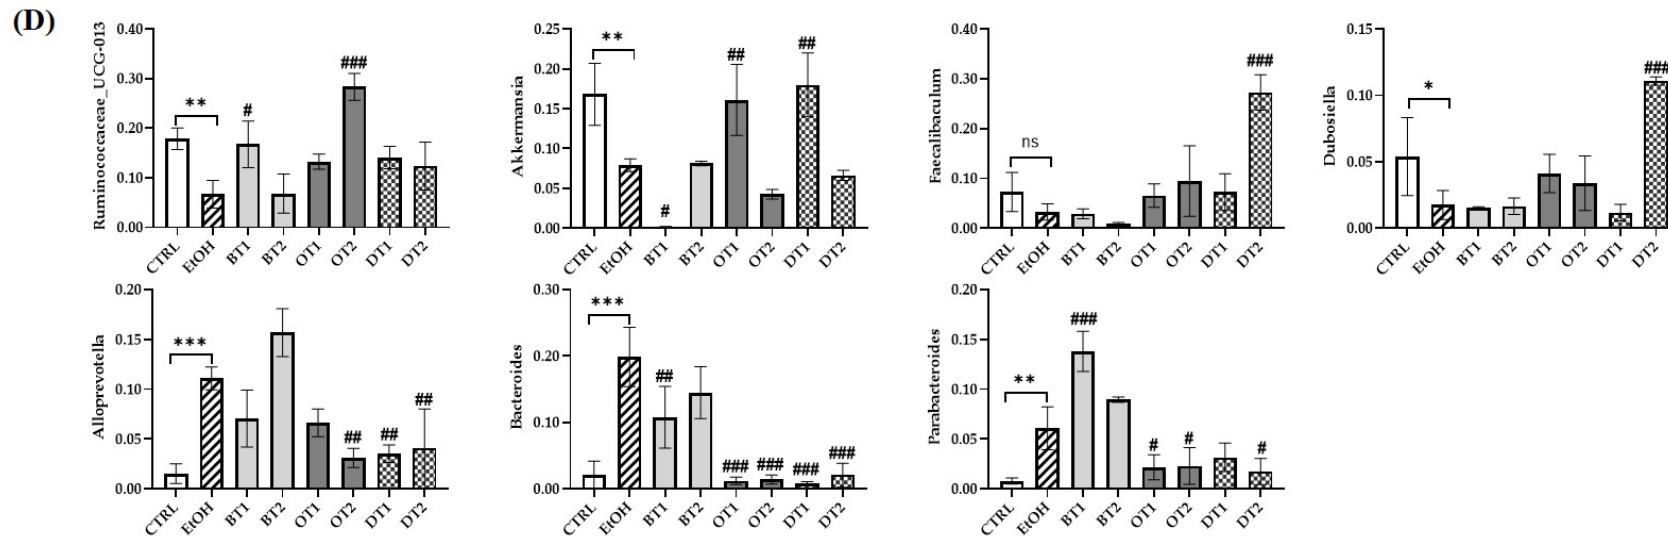 (D)
Ruminococcaceae_UCG-013
0.40
0.30
0.20
0.10
0.00
**
#
###
CTRL
EtOH
BT1
BT2
OT1
OT2
DT1
DT2
Akkermansia
0.25
0.20
0.15
0.10
0.05
0.00
**
#
##
##
CTRL
EtOH
BT1
BT2
OT1
OT2
DT1
DT2
Faecalibaculum
0.40
0.30
0.20
0.10
0.00
ns
###
CTRL
EtOH
BT1
BT2
OT1
OT2
DT1
DT2
Dubosiella
0.15
0.10
0.05
0.00
*
###
CTRL
EtOH
BT1
BT2
OT1
OT2
DT1
DT2
Alloprevotella
0.20
0.15
0.10
0.05
0.00
***
##
##
##
CTRL
EtOH
BT1
BT2
OT1
OT2
DT1
DT2
Bacteroides
0.30
0.20
0.10
0.00
***
##
###
###
###
###
CTRL
EtOH
BT1
BT2
OT1
OT2
DT1
DT2
Parabacteroides
0.20
0.15
0.10
0.05
0.00
**
###
#
#
#
CTRL
EtOH
BT1
BT2
OT1
OT2
DT1
DT2